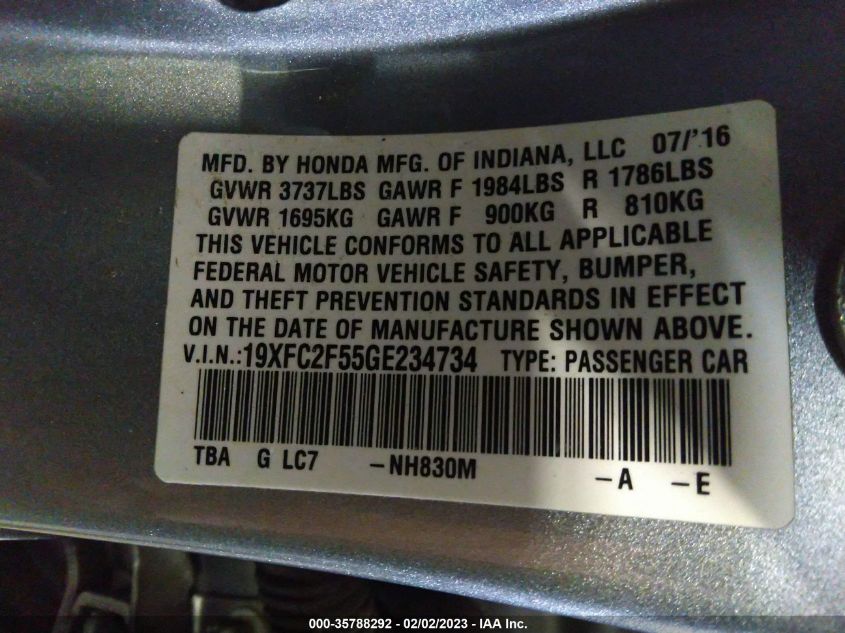 MFD. BY HONDA MFG. OF INDIANA, LLC 07/'16
GVWR 3737LBS GAWR F 1984LBS R 1786LBS
GVWR 1695KG GAWR F 900KG R 810KG
THIS VEHICLE CONFORMS TO ALL APPLICABLE
FEDERAL MOTOR VEHICLE SAFETY, BUMPER,
AND THEFT PREVENTION STANDARDS IN EFFECT
ON THE DATE OF MANUFACTURE SHOWN ABOVE.
V.I.N.:19XFC2F55GE234734 TYPE: PASSENGER CAR
TBA G LC7 -NH830M -A -E
000-35788292 - 02/02/2023 - IAA Inc.